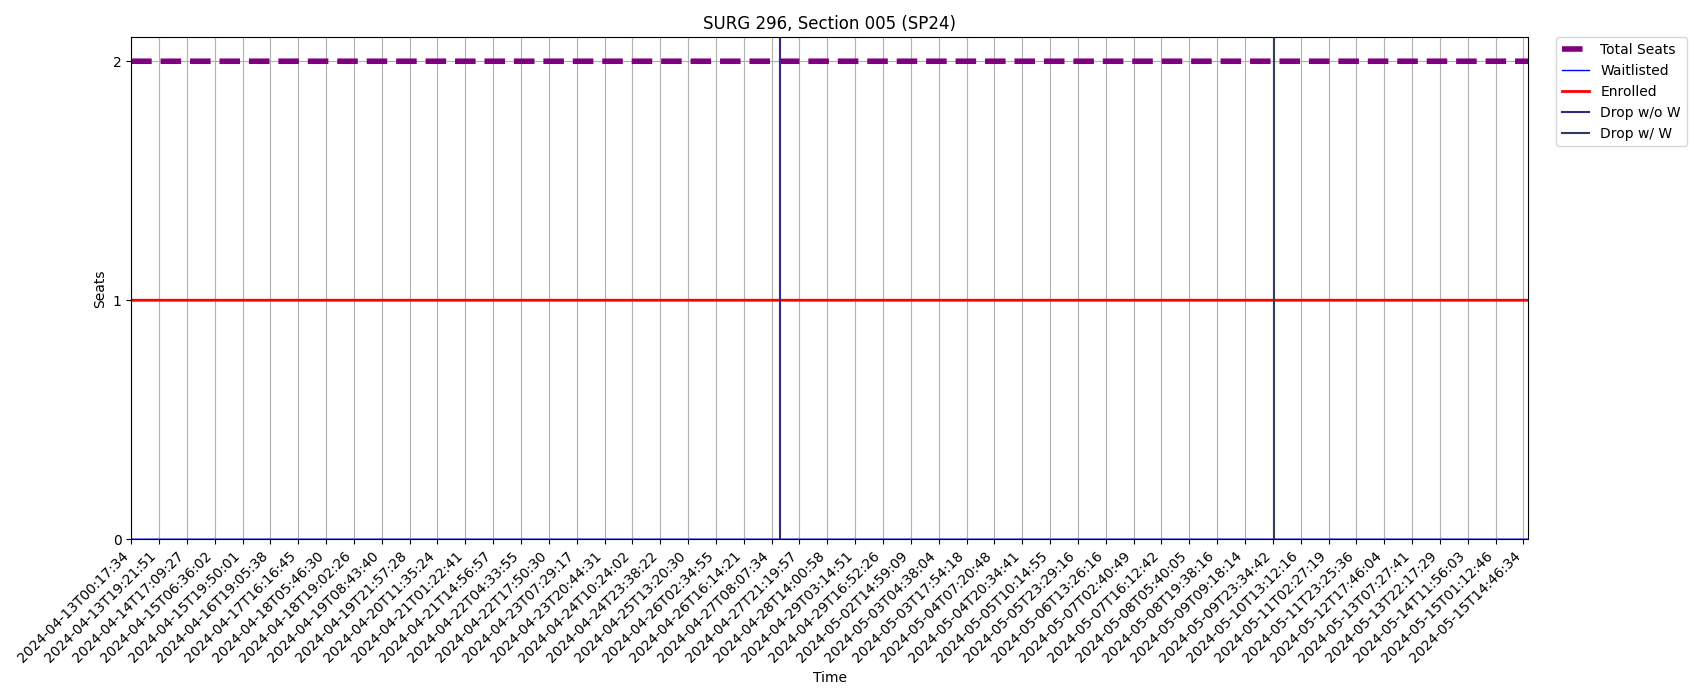 SURG 296, Section 005 (SP24)
Total Seats
Waitlisted
Enrolled
Drop w/o W
Drop w/ W
Seats
2
1
0
2024-04-13T00:17:34
2024-04-13T19:21:51
2024-04-14T17:09:27
2024-04-15T06:36:02
2024-04-15T19:50:01
2024-04-16T19:05:38
2024-04-17T16:16:45
2024-04-18T05:46:30
2024-04-18T19:02:26
2024-04-19T08:43:40
2024-04-19T21:57:28
2024-04-20T11:35:24
2024-04-21T01:22:41
2024-04-21T14:56:57
2024-04-22T04:33:55
2024-04-22T17:50:30
2024-04-23T07:29:17
2024-04-23T20:44:31
2024-04-24T10:24:02
2024-04-24T23:38:22
2024-04-25T13:20:30
2024-04-26T02:34:55
2024-04-26T16:14:21
2024-04-27T08:07:34
2024-04-27T21:19:57
2024-04-28T14:00:58
2024-04-29T03:14:51
2024-04-29T16:52:26
2024-05-02T14:59:09
2024-05-03T04:38:04
2024-05-03T17:54:18
2024-05-04T07:20:48
2024-05-04T20:34:41
2024-05-05T10:14:55
2024-05-05T23:29:16
2024-05-06T13:26:16
2024-05-07T02:40:49
2024-05-07T16:12:42
2024-05-08T05:40:05
2024-05-08T19:38:16
2024-05-09T09:18:14
2024-05-09T23:34:42
2024-05-10T13:12:16
2024-05-11T02:27:19
2024-05-11T23:25:36
2024-05-12T17:46:04
2024-05-13T07:27:41
2024-05-13T22:17:29
2024-05-14T11:56:03
2024-05-15T01:12:46
2024-05-15T14:46:34
Time